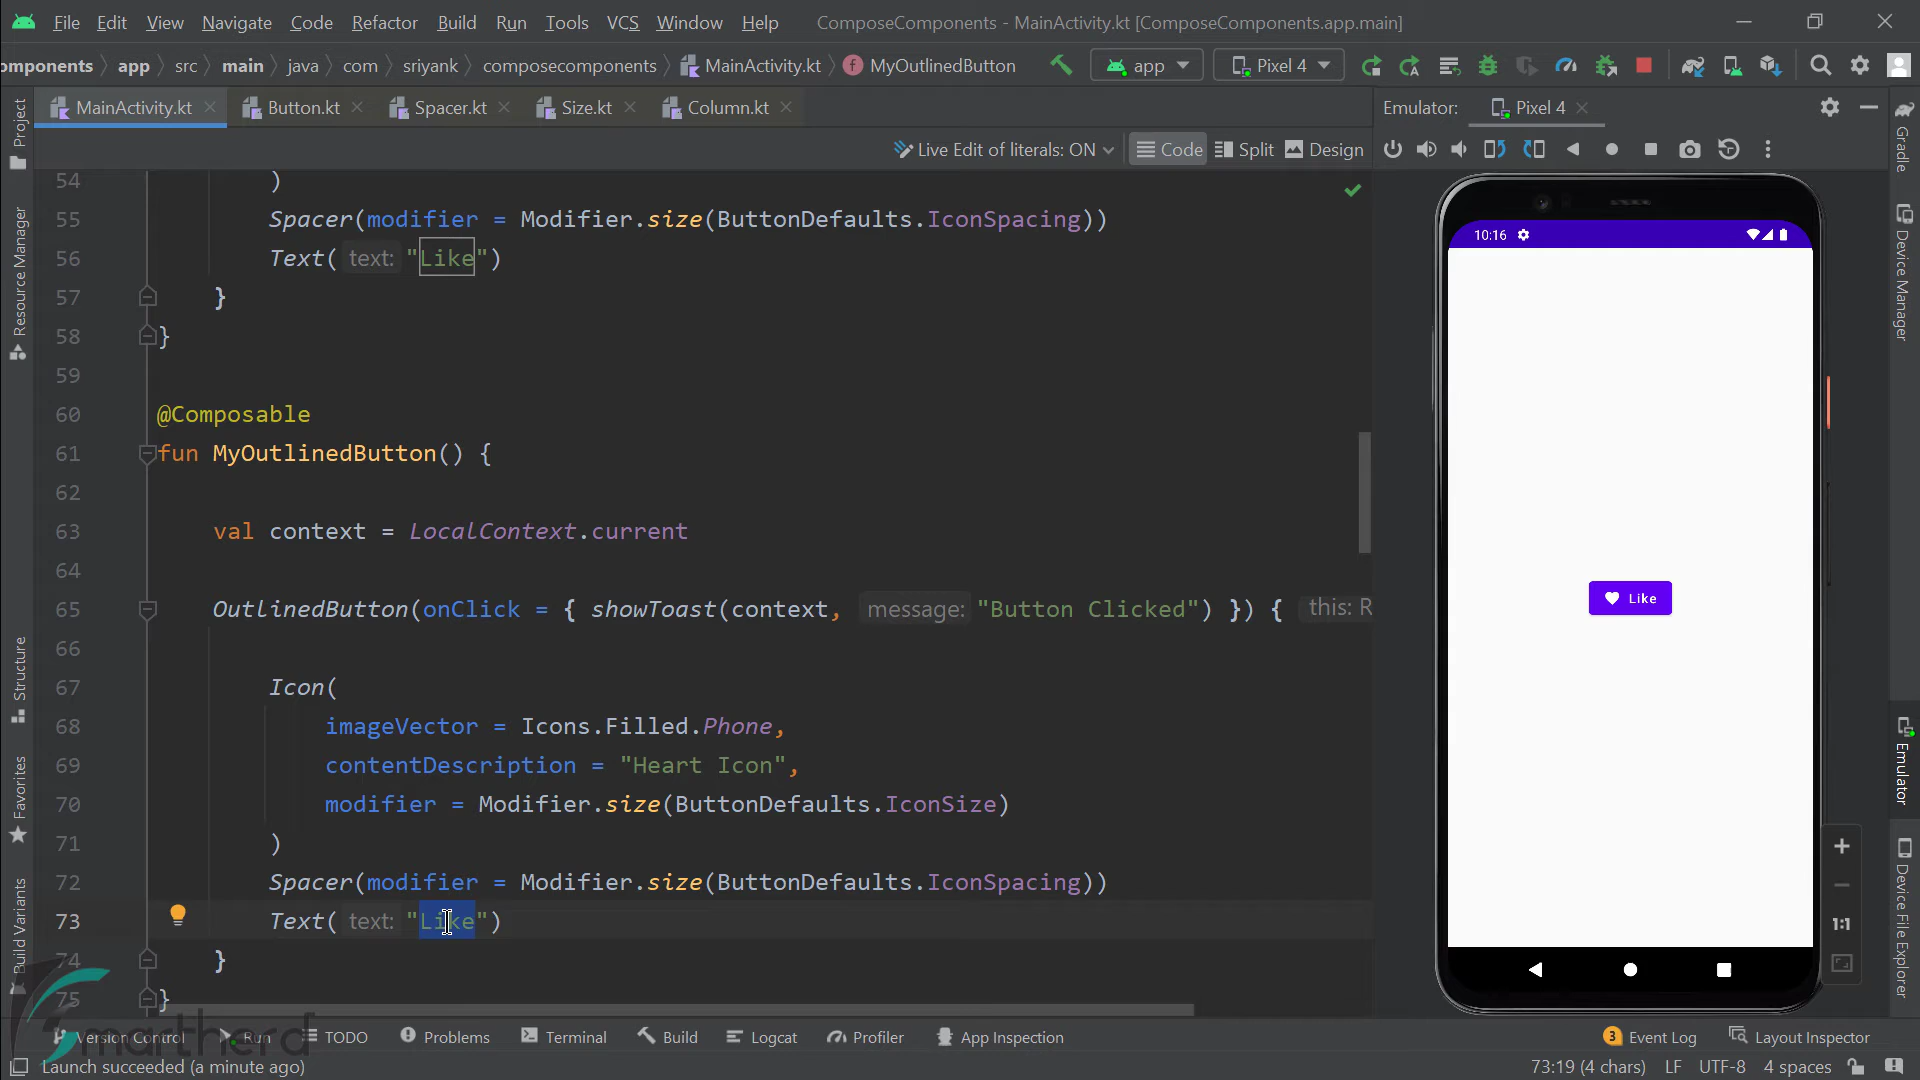 File Edit View Navigate Code Refactor Build Run Tools VCS Window Help ComposeComponents - MainActivity.kt [ComposeComponents.app.main]
omponents app src main java com sriyank composecomponents MainActivity.kt MyOutlinedButton app Pixel 4
MainActivity.kt Button.kt Spacer.kt Size.kt Column.kt Emulator: Pixel 4
Live Edit of literals: ON Code Split Design
54 )
55 Spacer(modifier = Modifier.size(ButtonDefaults.IconSpacing))
56 Text( text: "Like")
57 }
58 }
59
60 @Composable
61 fun MyOutlinedButton() {
62
63 val context = LocalContext.current
64
65 OutlinedButton(onClick = { showToast(context, message: "Button Clicked") }) { this: R
66
67 Icon(
68 imageVector = Icons.Filled.Phone,
69 contentDescription = "Heart Icon",
70 modifier = Modifier.size(ButtonDefaults.IconSize)
71 )
72 Spacer(modifier = Modifier.size(ButtonDefaults.IconSpacing))
73 Text( text: "Like")
74 }
75 }
Project
Resource Manager
Structure
Favorites
Build Variants
10:16
Like
1:1
Gradle
Device Manager
Emulator
Device File Explorer
Version Control Run TODO Problems Terminal Build Logcat Profiler App Inspection 3 Event Log Layout Inspector
martherd
Launch succeeded (a minute ago) 73:19 (4 chars) LF UTF-8 4 spaces